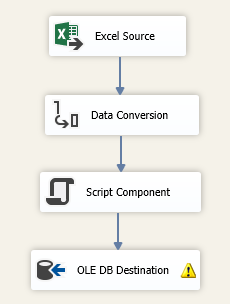 Excel Source
Data Conversion
Script Component
OLE DB Destination